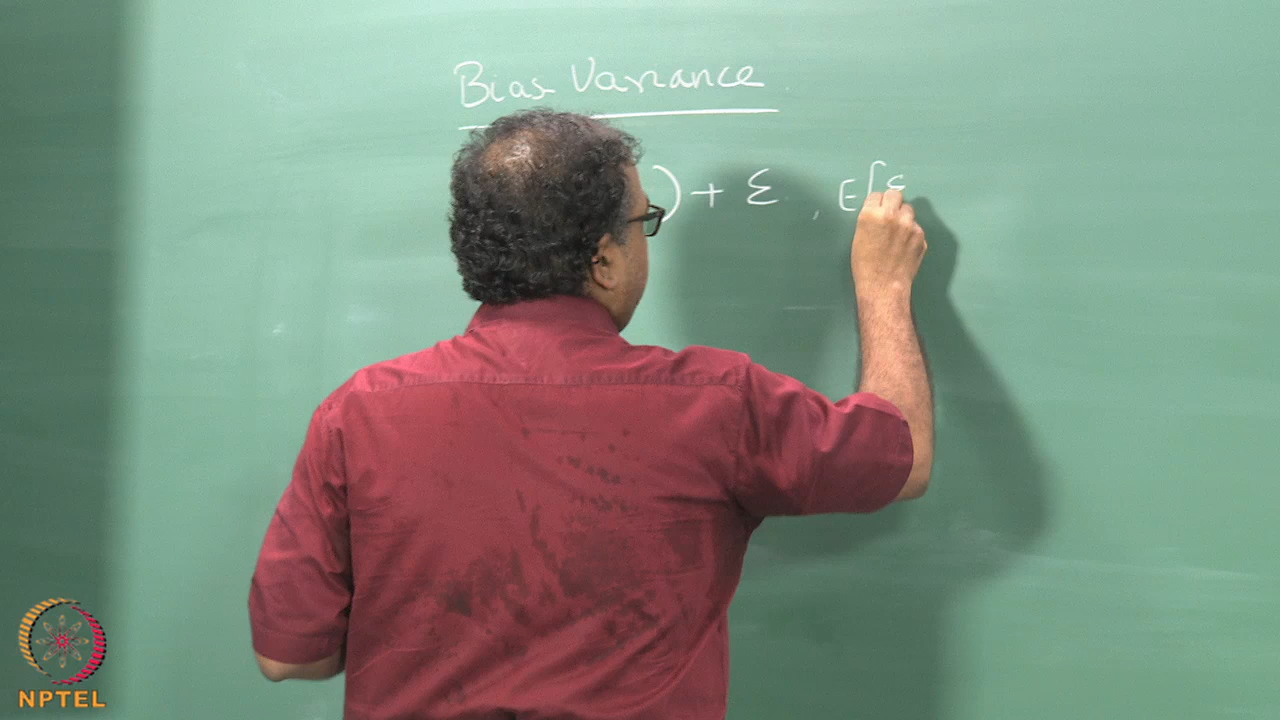 Bias Variance
) + ε , E[ε
NPTEL